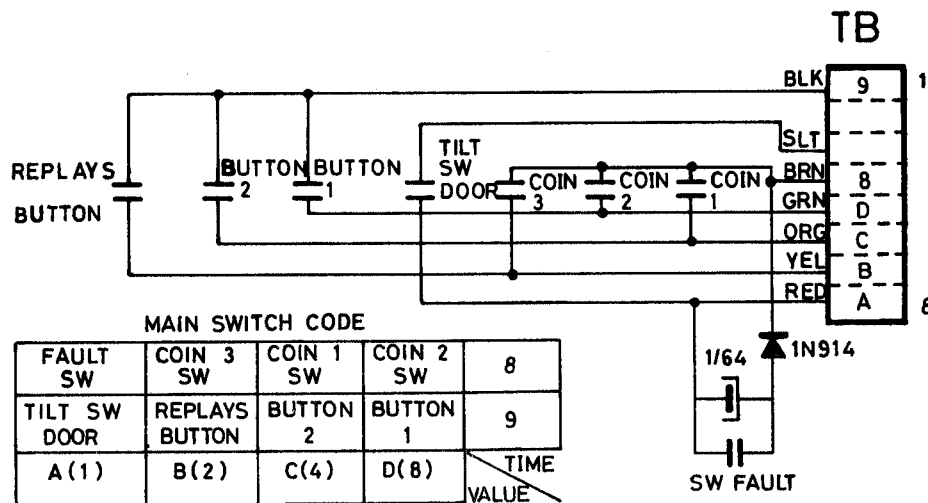 TB
BLK 9 1
SLT
BRN 8
GRN D
ORG C
YEL B
RED A 8
REPLAYS
BUTTON
BUTTON
2
BUTTON
1
TILT
SW
DOOR
COIN
3
COIN
2
COIN
1
1N914
1/64
SW FAULT
MAIN SWITCH CODE
FAULT SW COIN 3 SW COIN 1 SW COIN 2 SW 8
TILT SW DOOR REPLAYS BUTTON BUTTON 2 BUTTON 1 9
A(1) B(2) C(4) D(8) TIME VALUE